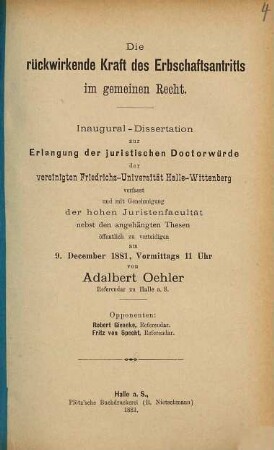 4
Die
rückwirkende Kraft des Erbschaftsantritts
im gemeinen Recht.
Inaugural-Dissertation
zur
Erlangung der juristischen Doctorwürde
der
vereinigten Friedrichs-Universität Halle-Wittenberg
verfasst
und mit Genehmigung
der hohen Juristenfacultät
nebst den angehängten Thesen
öffentlich zu verteidigen
am
9. December 1881, Vormittags 11 Uhr
von
Adalbert Oehler
Referendar zu Halle a. S.
Opponenten:
Robert Giencke, Referendar.
Fritz von Specht, Referendar.
Halle a. S.,
Plötz'sche Buchdruckerei (R. Nietschmann)
1881.